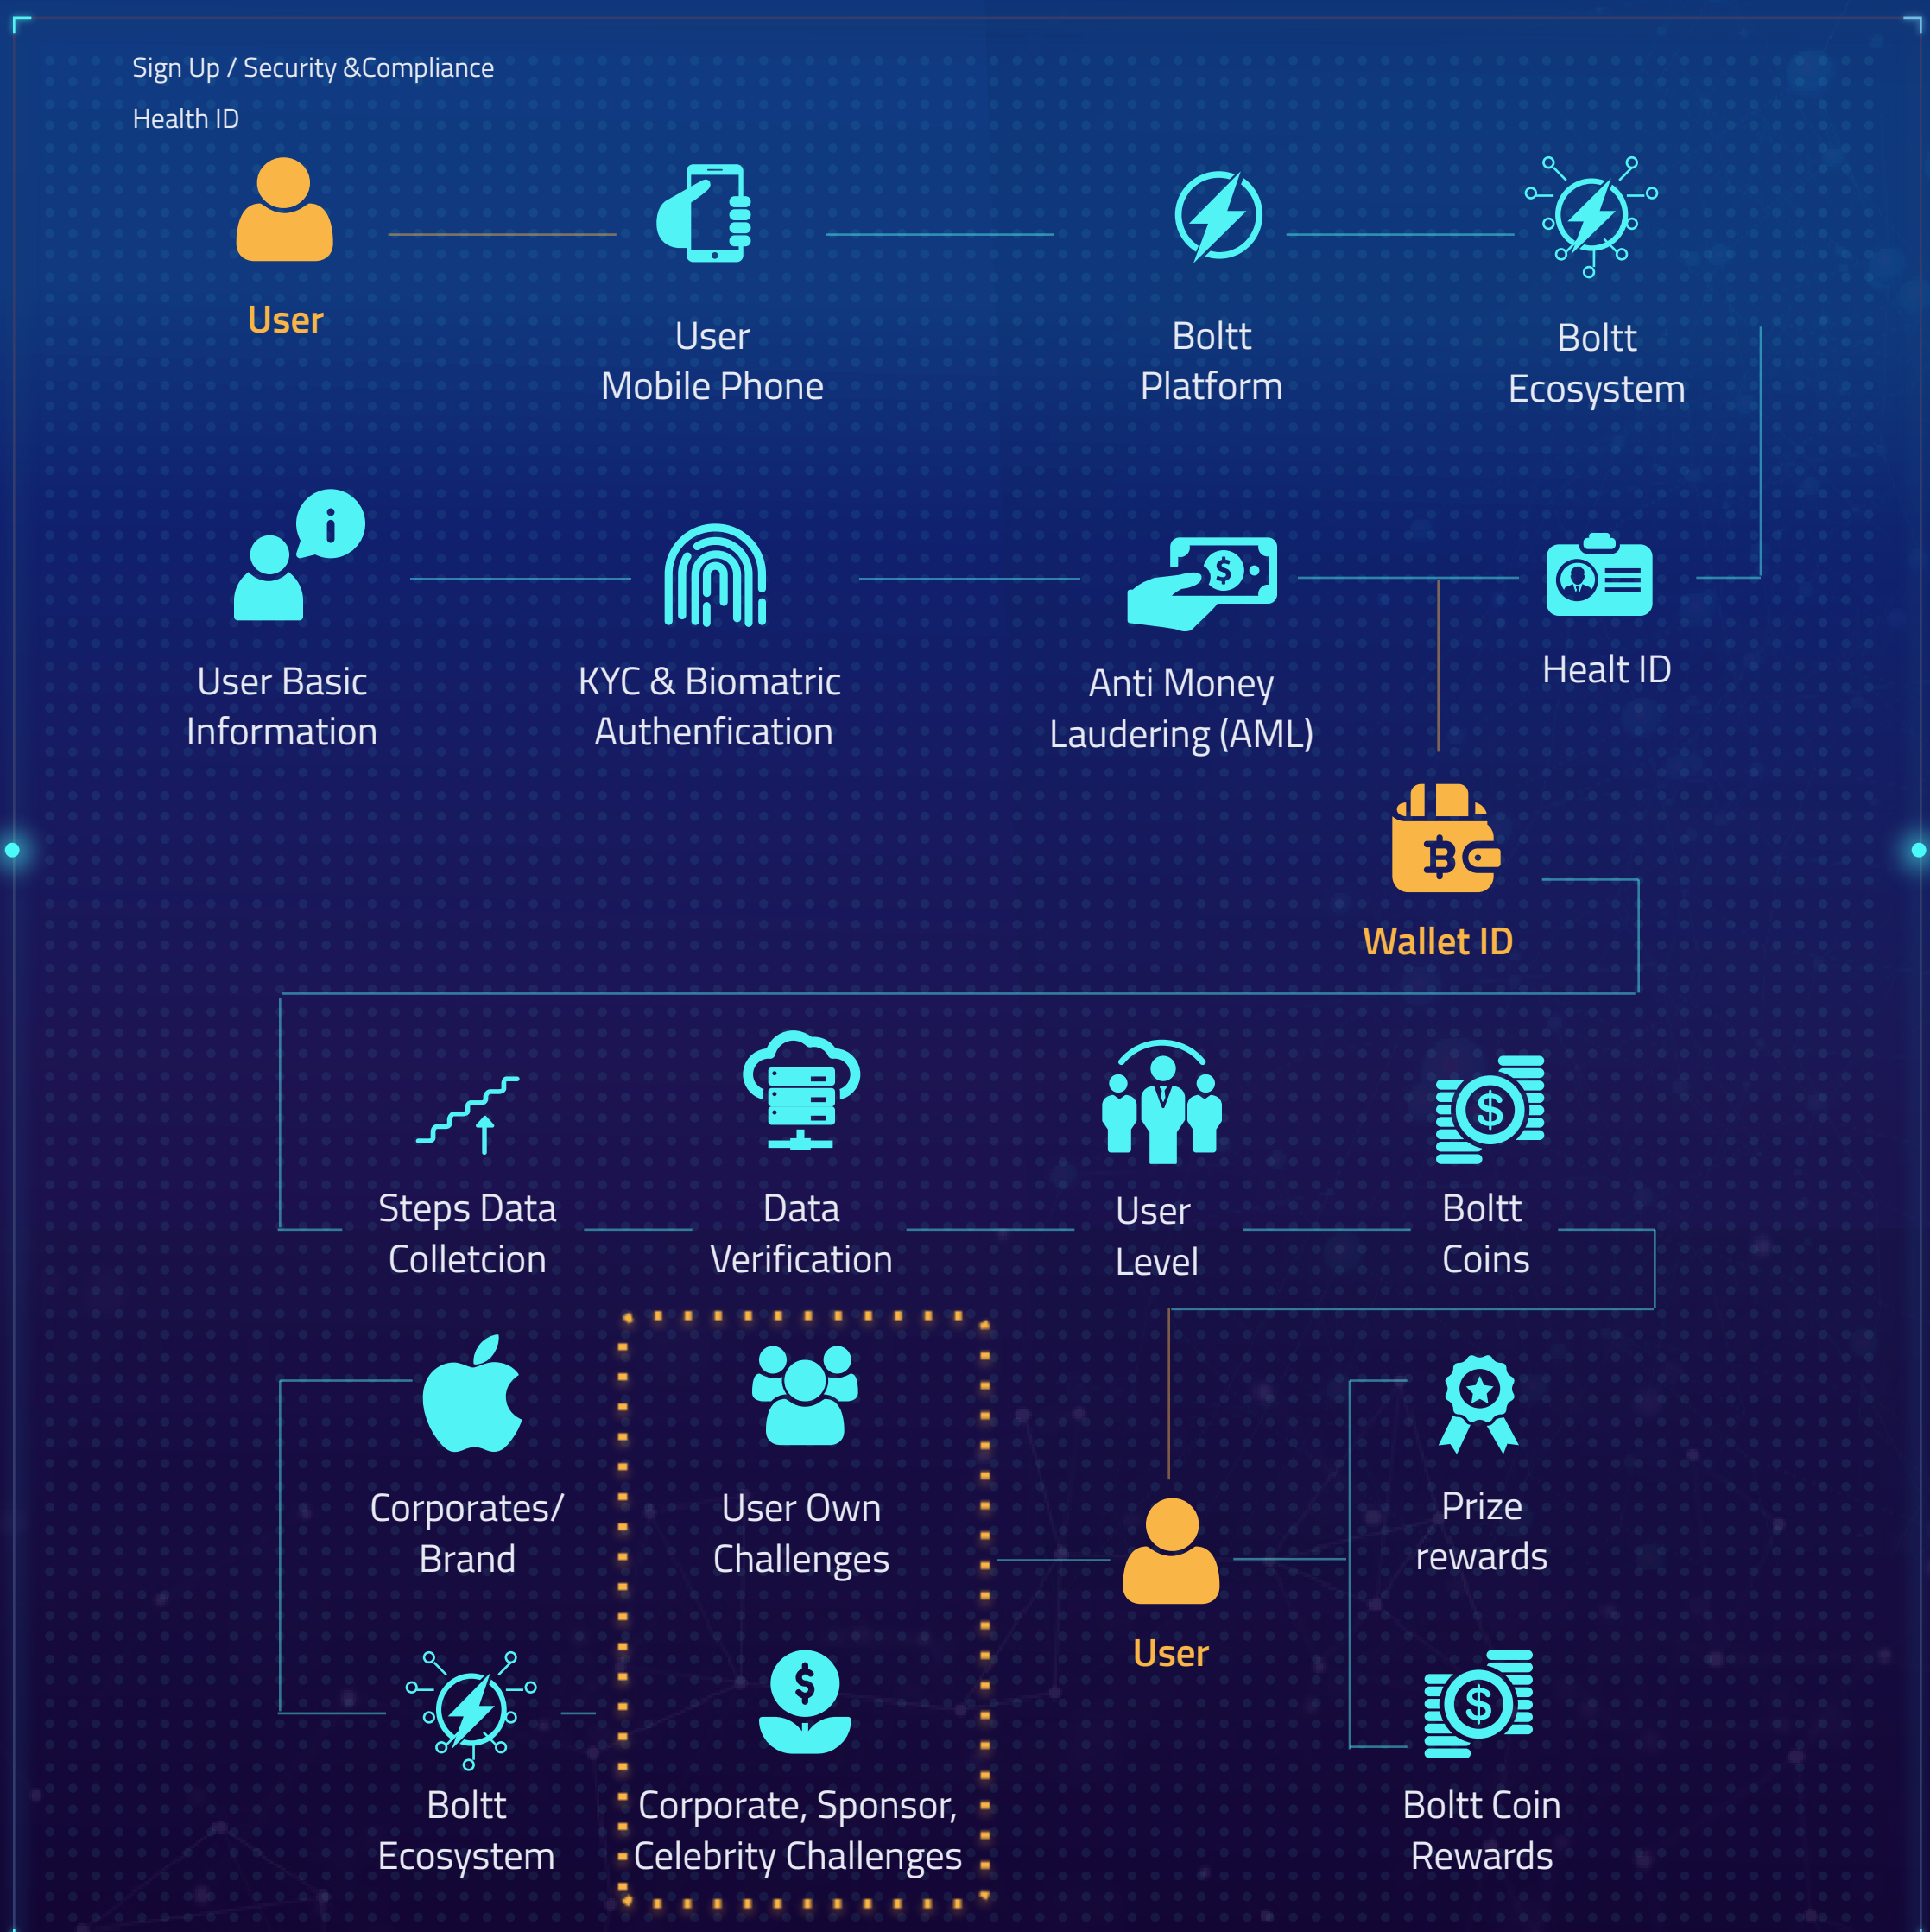 Sign Up / Security &Compliance
Health ID
User
User
Mobile Phone
Boltt
Platform
Boltt
Ecosystem
User Basic
Information
KYC & Biomatric
Authenfication
Anti Money
Laudering (AML)
Healt ID
Wallet ID
Steps Data
Colletcion
Data
Verification
User
Level
Boltt
Coins
Corporates/
Brand
User Own
Challenges
User
Prize
rewards
Boltt
Ecosystem
Corporate, Sponsor,
Celebrity Challenges
Boltt Coin
Rewards